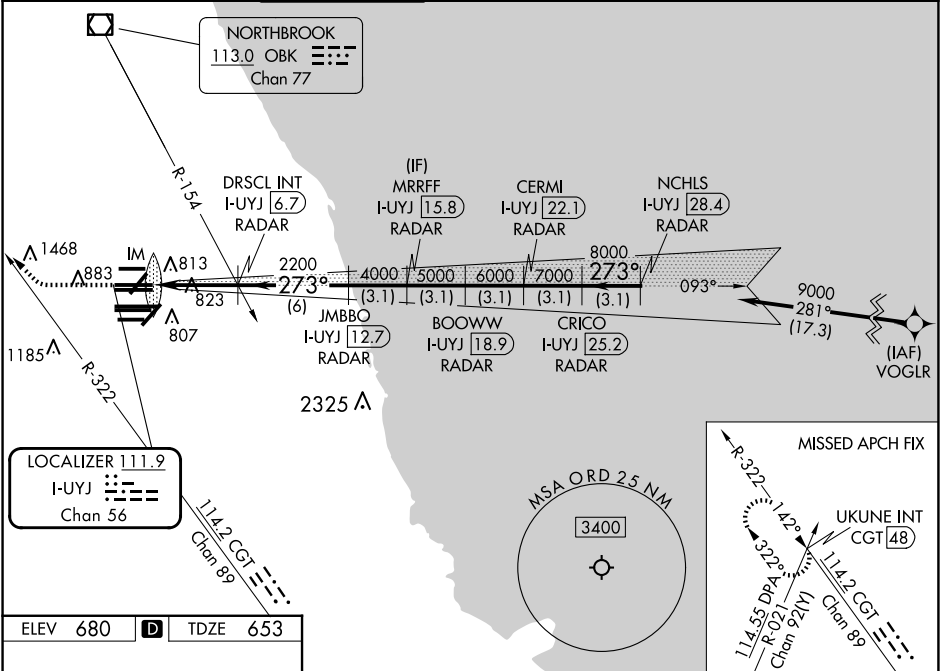 NORTHBROOK
113.0 OBK
Chan 77
R-154
DRSCL INT
I-UYJ 6.7
RADAR
(IF)
MRRFF
I-UYJ 15.8
RADAR
CERMI
I-UYJ 22.1
RADAR
NCHLS
I-UYJ 28.4
RADAR
1468
883
IM
813
823
807
2200
273°
(6)
4000
(3.1)
5000
(3.1)
6000
(3.1)
7000
(3.1)
8000
273°
(3.1)
093°
9000
281°
(17.3)
(IAF)
VOGLR
JMBBO
I-UYJ 12.7
RADAR
BOOWW
I-UYJ 18.9
RADAR
CRICO
I-UYJ 25.2
RADAR
1185
R-322
2325
LOCALIZER 111.9
I-UYJ
Chan 56
114.2 CGT
Chan 89
MSA ORD 25 NM
3400
MISSED APCH FIX
R-322
142°
322°
UKUNE INT
CGT 48
114.55 DPA
R-021
Chan 92(Y)
114.2 CGT
Chan 89
ELEV 680 D TDZE 653